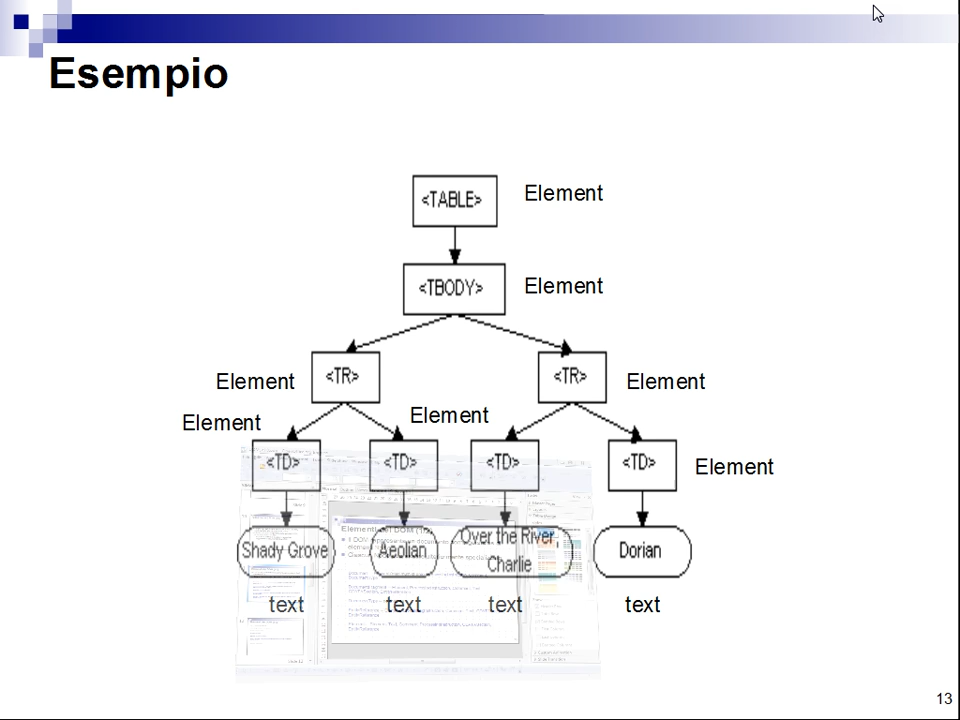 Esempio
<TABLE>
Element
<TBODY>
Element
Element
<TR>
<TR>
Element
Element
Element
<TD>
<TD>
<TD>
<TD>
Element
Shady Grove
Aeolian
Over the River,
Charlie
Dorian
text
text
text
text
13